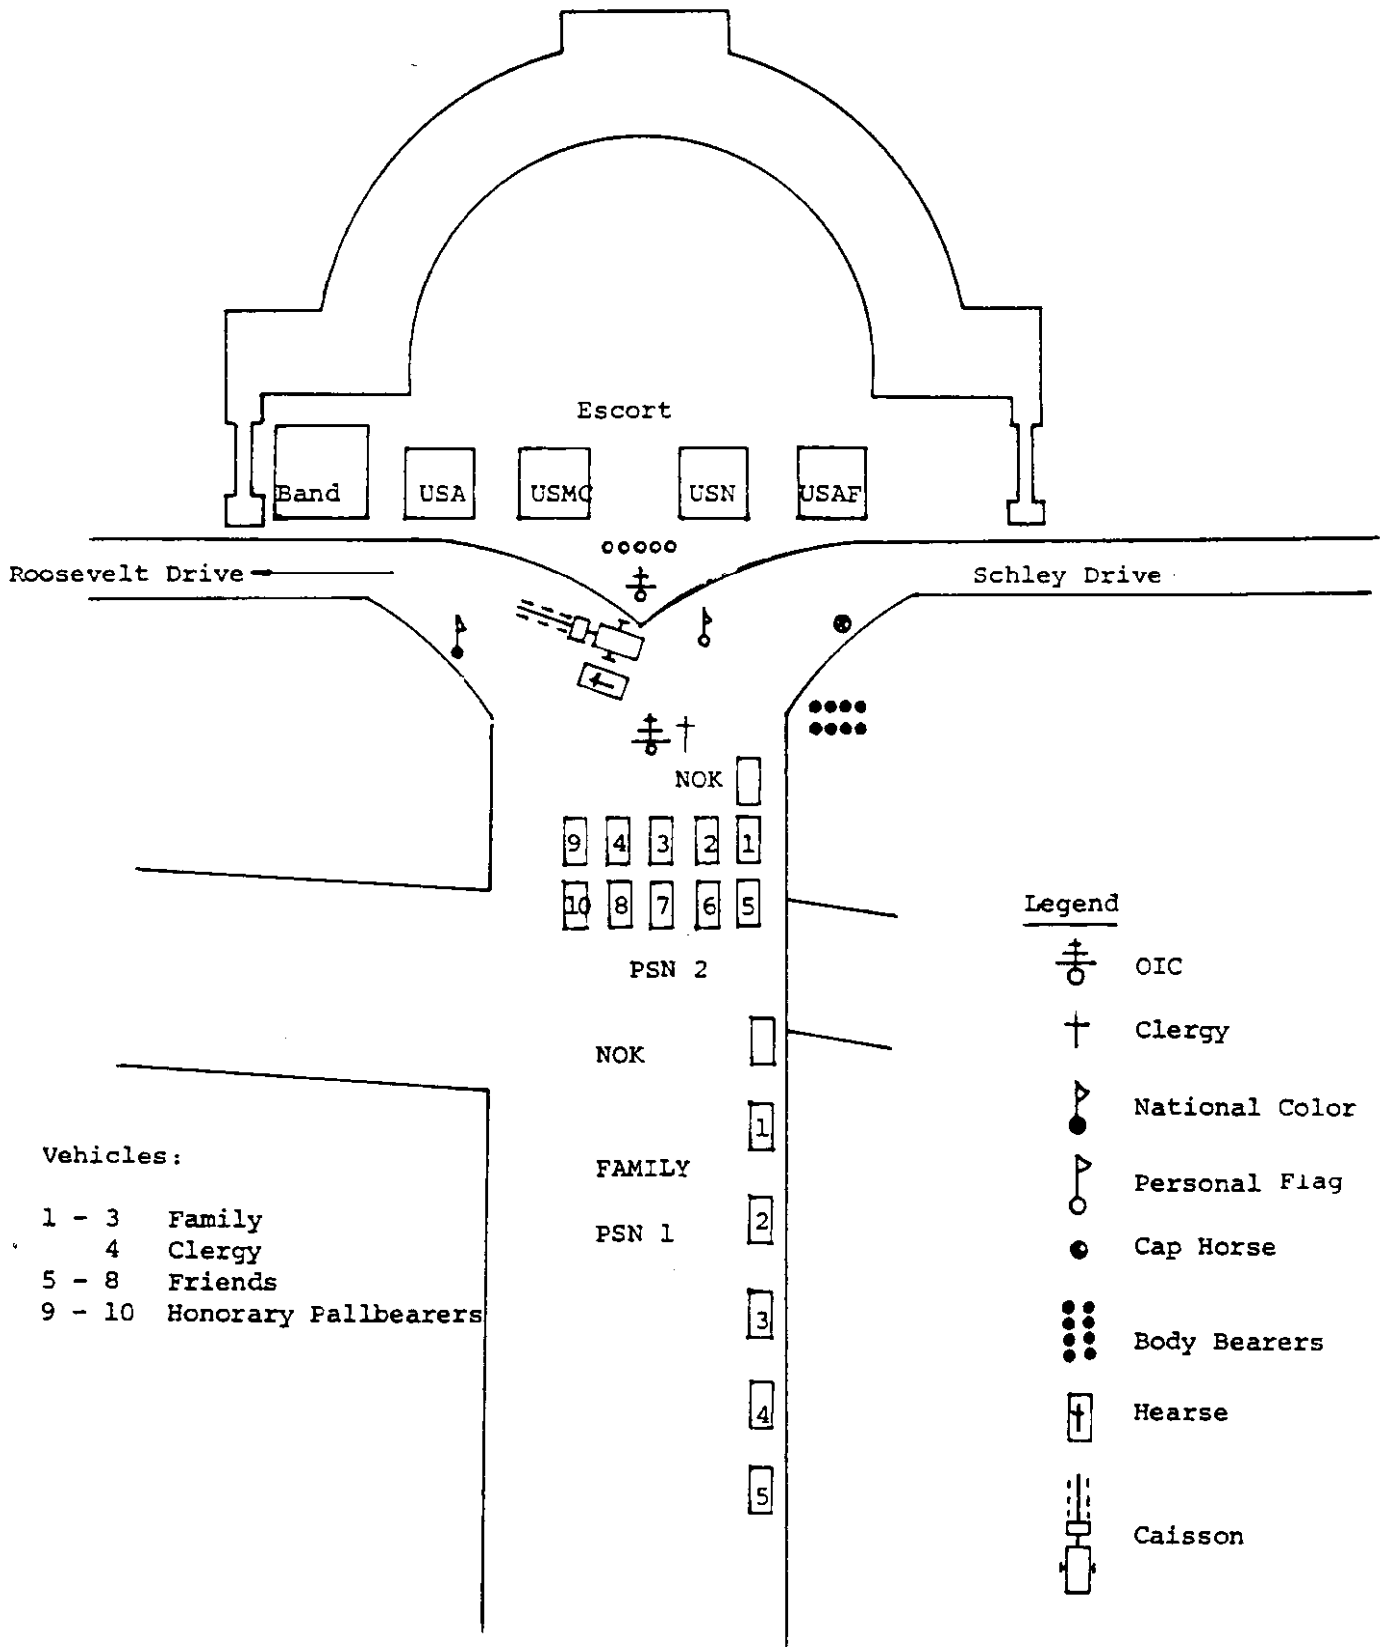 Escort
Band USA USMC USN USAF
Roosevelt Drive
Schley Drive
NOK
9 4 3 2 1
10 8 7 6 5
PSN 2
NOK
1
FAMILY
2
PSN 1
3
4
5
Vehicles:
1 - 3 Family
4 Clergy
5 - 8 Friends
9 - 10 Honorary Pallbearers
Legend
OIC
Clergy
National Color
Personal Flag
Cap Horse
Body Bearers
Hearse
Caisson